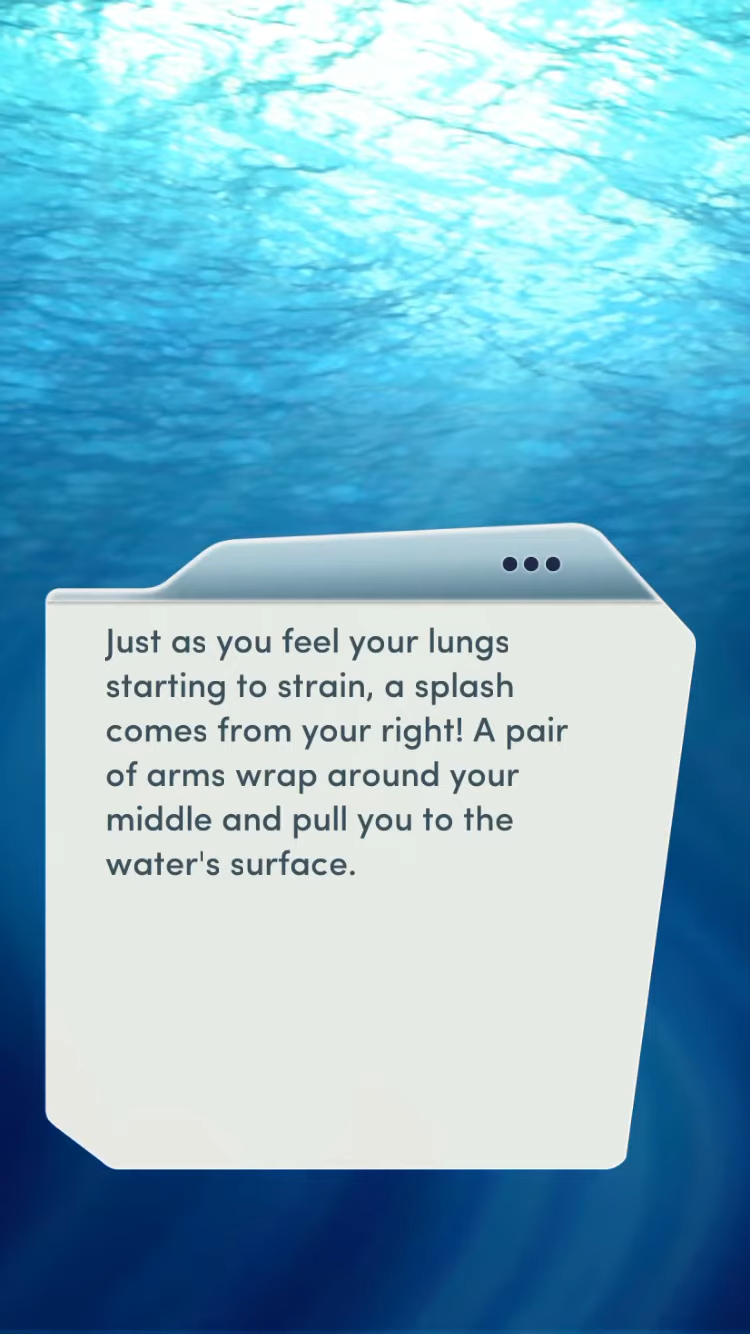 Just as you feel your lungs
starting to strain, a splash
comes from your right! A pair
of arms wrap around your
middle and pull you to the
water's surface.